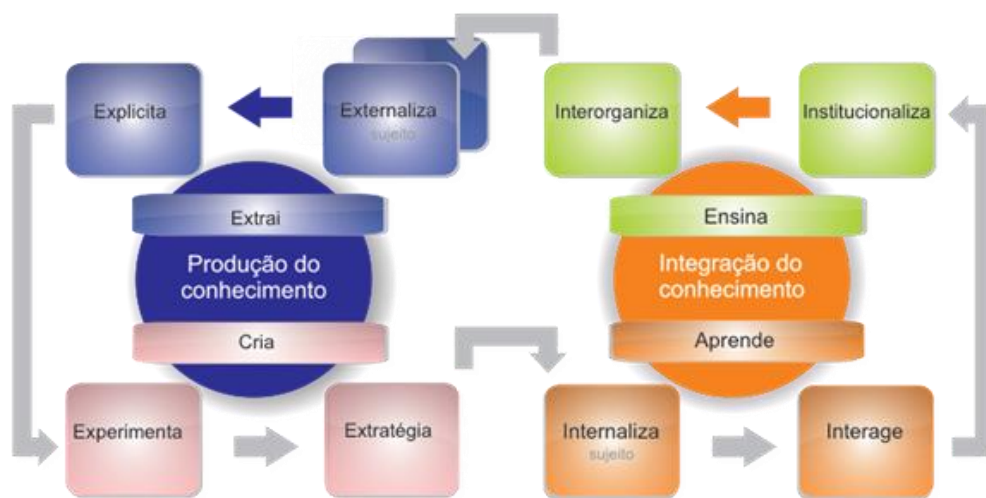 Explicita
Externaliza
sujeito
Interorganiza
Institucionaliza
Extrai
Produção do
conhecimento
Cria
Ensina
Integração do
conhecimento
Aprende
Experimenta
Extratégia
Internaliza
sujeito
Interage